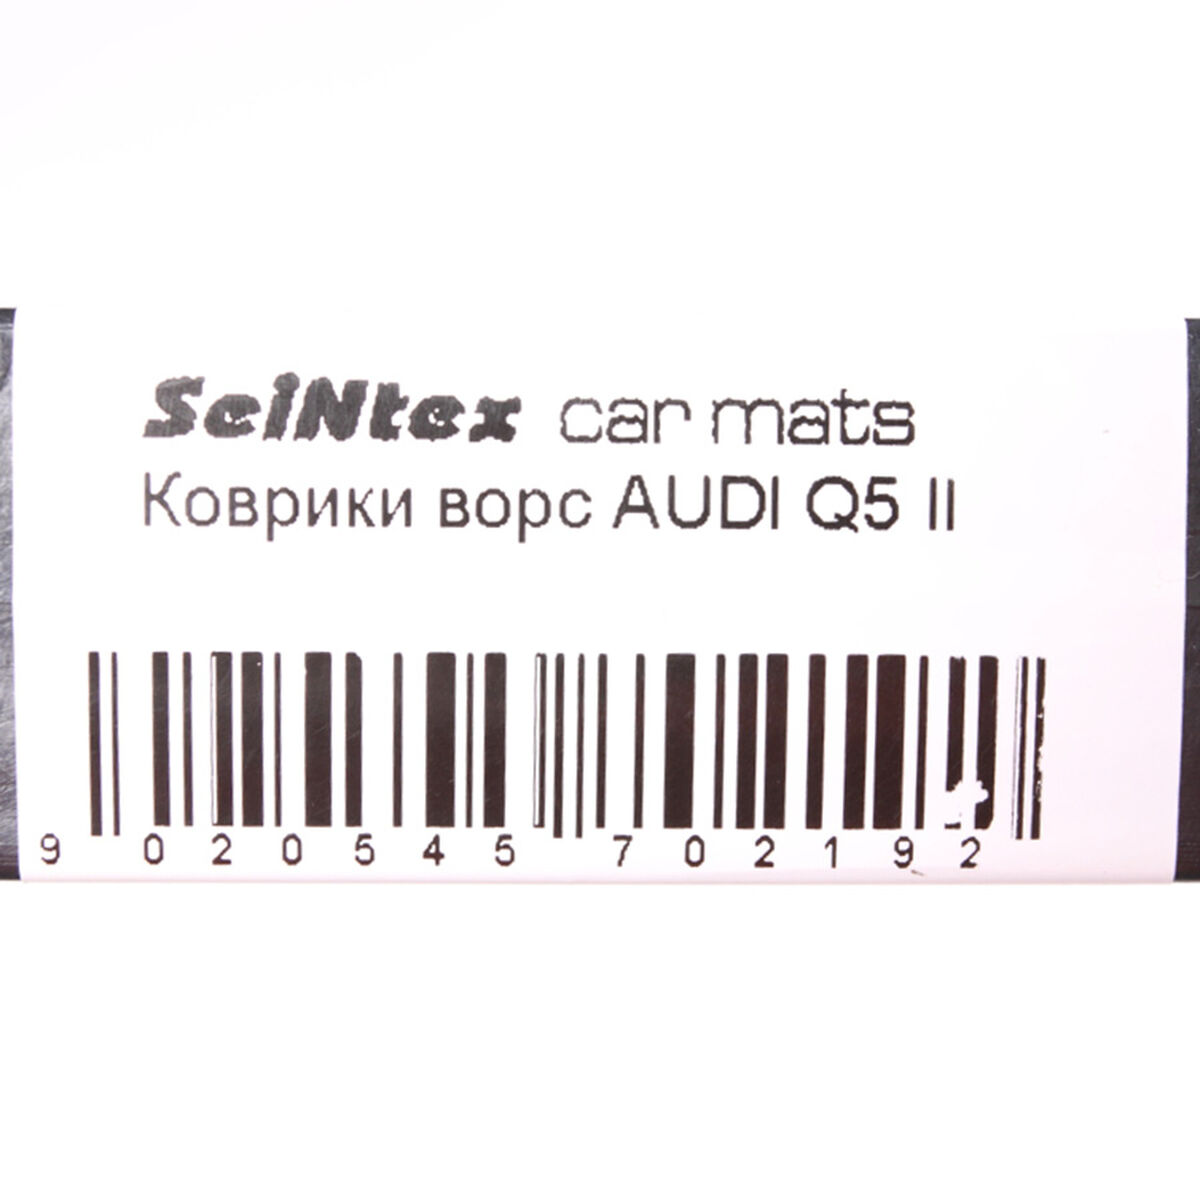 SeiNtex car mats
Коврики ворс AUDI Q5 II
9 020545 702192